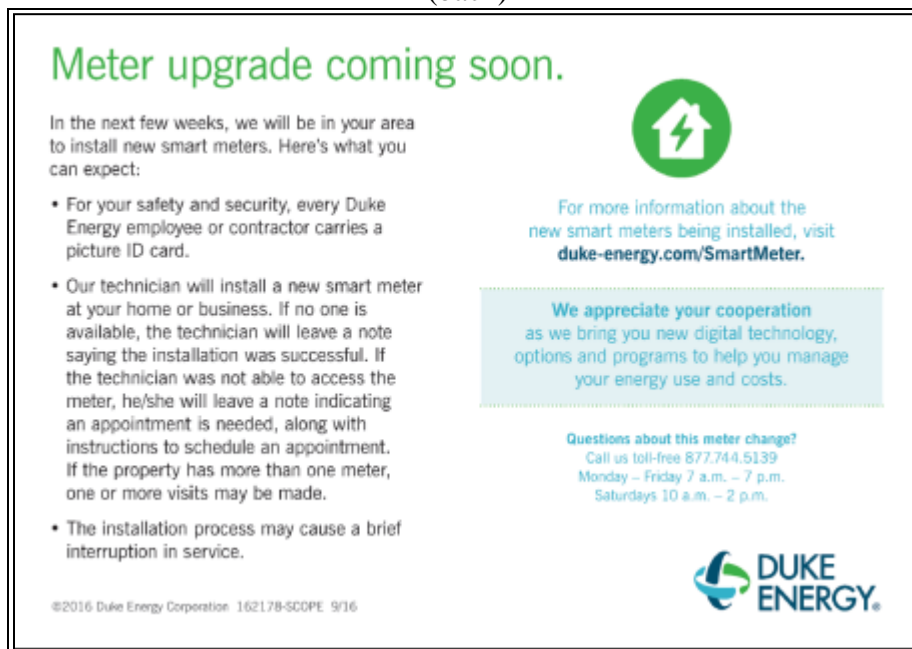 Meter upgrade coming soon.
In the next few weeks, we will be in your area
to install new smart meters. Here's what you
can expect:
• For your safety and security, every Duke
Energy employee or contractor carries a
picture ID card.
• Our technician will install a new smart meter
at your home or business. If no one is
available, the technician will leave a note
saying the installation was successful. If
the technician was not able to access the
meter, he/she will leave a note indicating
an appointment is needed, along with
instructions to schedule an appointment.
If the property has more than one meter,
one or more visits may be made.
• The installation process may cause a brief
interruption in service.
©2016 Duke Energy Corporation 162178-SCOPE 9/16
For more information about the
new smart meters being installed, visit
duke-energy.com/SmartMeter.
We appreciate your cooperation
as we bring you new digital technology,
options and programs to help you manage
your energy use and costs.
Questions about this meter change?
Call us toll-free 877.744.5139
Monday – Friday 7 a.m. – 7 p.m.
Saturdays 10 a.m. – 2 p.m.
DUKE
ENERGY®